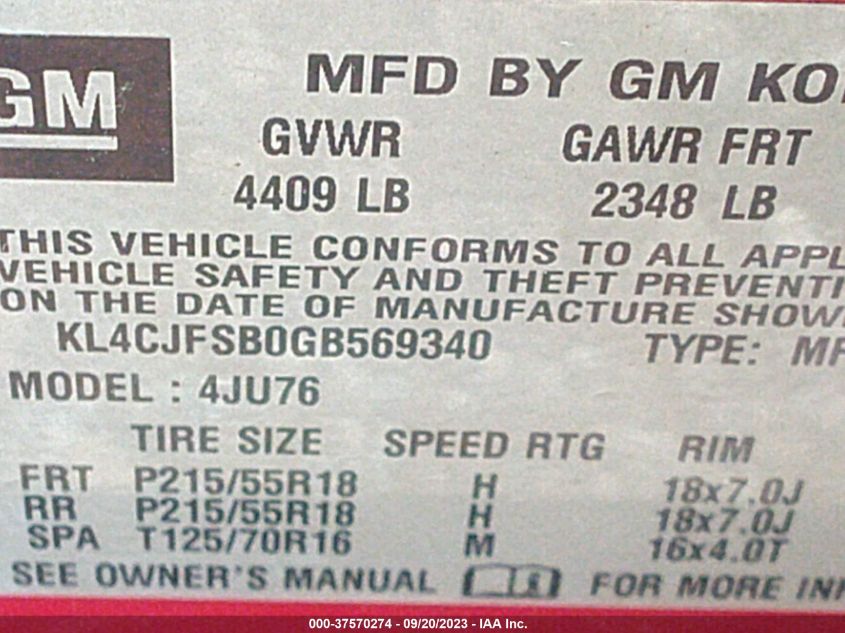 GM
MFD BY GM KO
GVWR GAWR FRT
4409 LB 2348 LB
THIS VEHICLE CONFORMS TO ALL APPL
VEHICLE SAFETY AND THEFT PREVENTI
ON THE DATE OF MANUFACTURE SHOW
KL4CJFSB0GB569340 TYPE: MP
MODEL : 4JU76
TIRE SIZE SPEED RTG RIM
FRT P215/55R18 H 18x7.0J
RR P215/55R18 H 18x7.0J
SPA T125/70R16 M 16x4.0T
SEE OWNER'S MANUAL FOR MORE INF
000-37570274 - 09/20/2023 - IAA Inc.